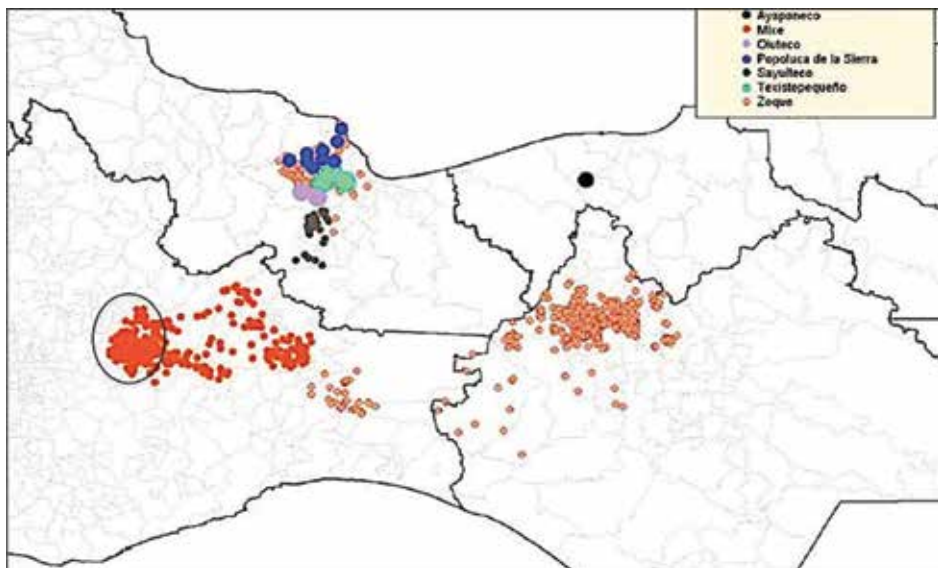 Ayapaneco
Mixe
Oluteco
Popoluca de la Sierra
Sayulteco
Texistepequeño
Zoque